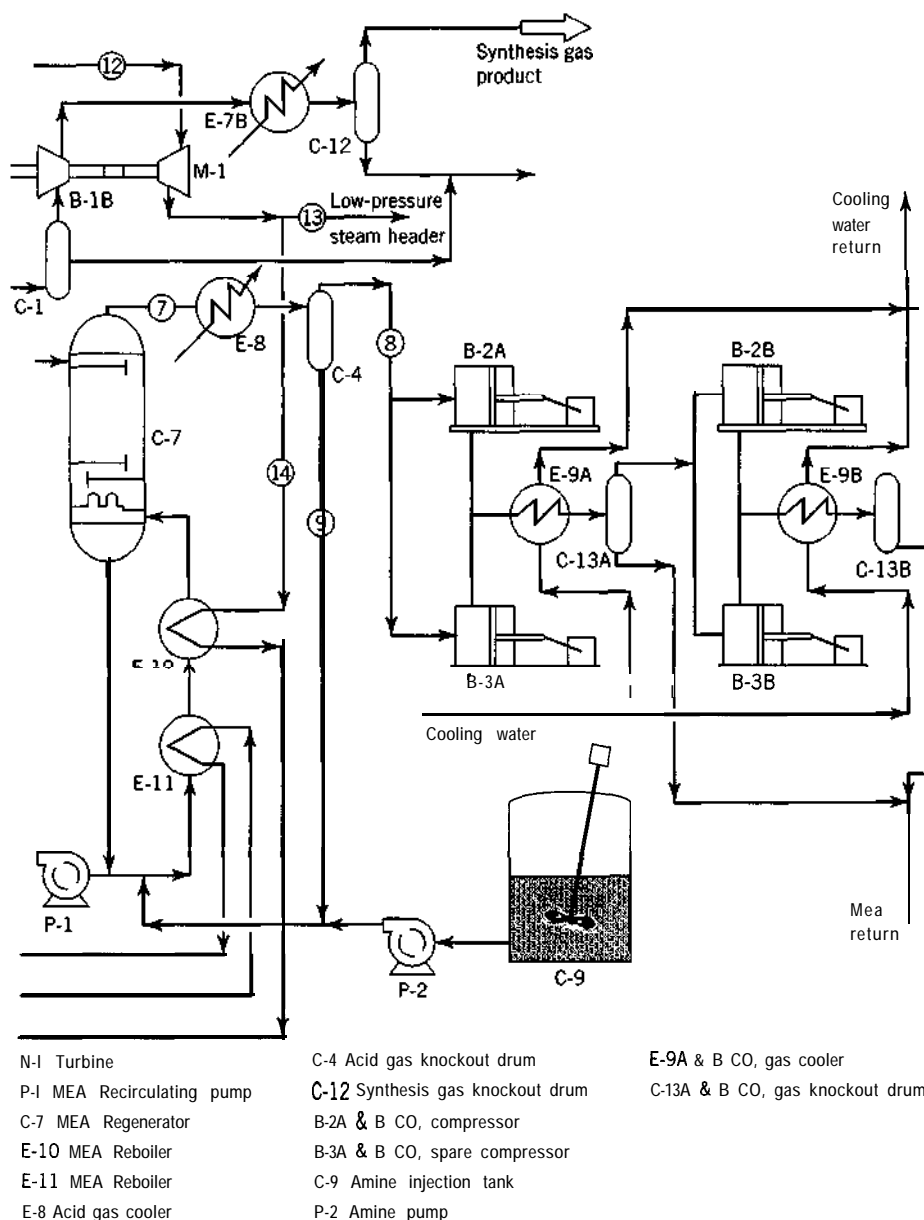 12
Synthesis gas
product
E-7B
C-12
M-1
B-1B
13
Low-pressure
steam header
Cooling
water
return
C-1
7
E-8
8
C-4
B-2A
B-2B
C-7
14
E-9A
E-9B
9
C-13A
C-13B
B-3A
B-3B
Cooling water
E-11
P-1
P-2
C-9
Mea
return
N-I Turbine
P-I MEA Recirculating pump
C-7 MEA Regenerator
E-10 MEA Reboiler
E-11 MEA Reboiler
E-8 Acid gas cooler
C-4 Acid gas knockout drum
C-12 Synthesis gas knockout drum
B-2A & B CO, compressor
B-3A & B CO, spare compressor
C-9 Amine injection tank
P-2 Amine pump
E-9A & B CO, gas cooler
C-13A & B CO, gas knockout drum